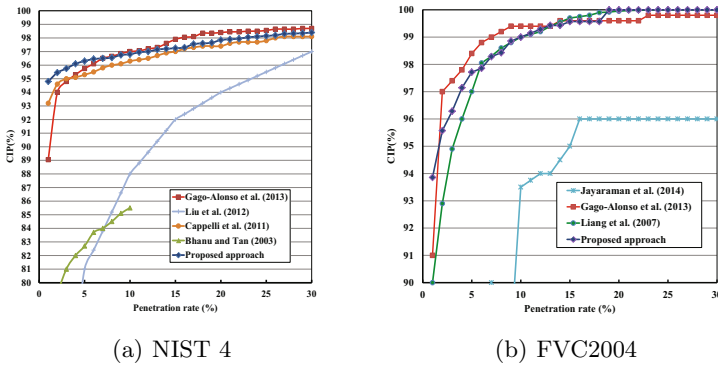 100
99
98
97
96
95
94
93
92
91
90
89
88
87
86
85
84
83
82
81
80
CIP(%)
0 5 10 15 20 25 30
Penetration rate (%)
Gago-Alonso et al. (2013)
Liu et al. (2012)
Cappelli et al. (2011)
Bhanu and Tan (2003)
Proposed approach
(a) NIST 4
100
99
98
97
96
95
94
93
92
91
90
CIP(%)
0 5 10 15 20 25 30
Penetration rate (%)
Jayaraman et al. (2014)
Gago-Alonso et al. (2013)
Liang et al. (2007)
Proposed approach
(b) FVC2004